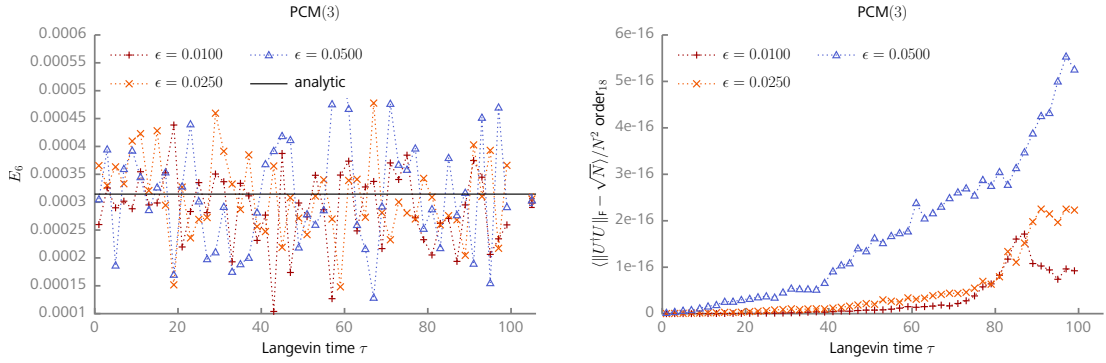 PCM(3)
0.0006
0.0005
0.00045
0.0004
0.00035
0.0003
0.00025
0.0002
0.00015
0.0001
E₆
ϵ = 0.0100
ϵ = 0.0500
ϵ = 0.0250
analytic
0 20 40 60 80 100
Langevin time τ
PCM(3)
6e-16
5e-16
4e-16
3e-16
2e-16
1e-16
0
⟨||U†U||F − √N⟩/N² order₁₈
ϵ = 0.0100
ϵ = 0.0500
ϵ = 0.0250
0 20 40 60 80 100
Langevin time τ